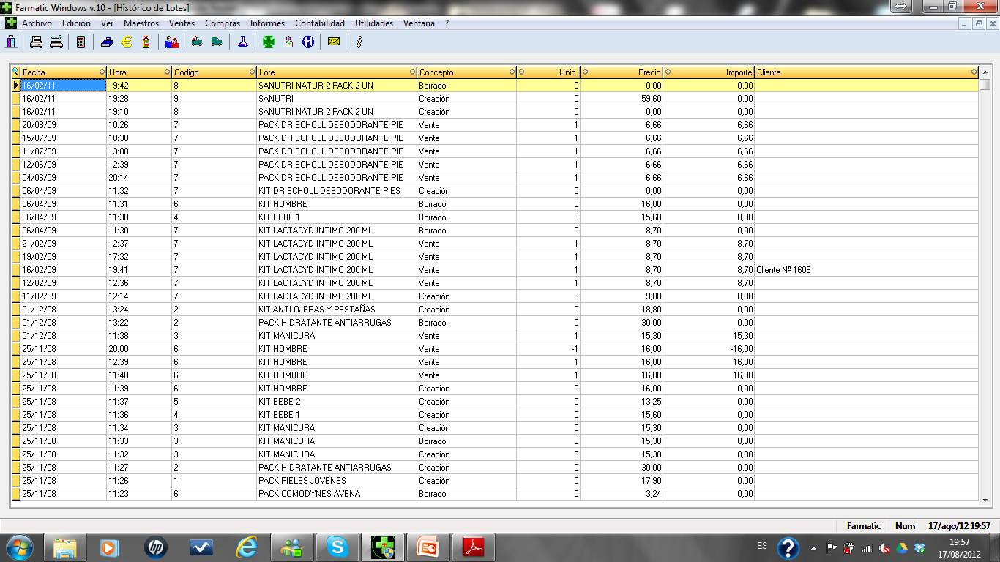 Farmatic Windows v.10 - [Histórico de Lotes]
Archivo Edición Ver Maestros Ventas Compras Informes Contabilidad Utilidades Ventana ?
Fecha Hora Codigo Lote Concepto Unid. Precio Importe Cliente
16/02/11 19:42 8 SANUTRI NATUR 2 PACK 2 UN Borrado 0 0,00 0,00
16/02/11 19:28 9 SANUTRI Creación 0 59,60 0,00
16/02/11 19:10 8 SANUTRI NATUR 2 PACK 2 UN Creación 0 0,00 0,00
20/08/09 10:26 7 PACK DR SCHOLL DESODORANTE PIE Venta 1 6,66 6,66
15/07/09 18:38 7 PACK DR SCHOLL DESODORANTE PIE Venta 1 6,66 6,66
11/07/09 13:00 7 PACK DR SCHOLL DESODORANTE PIE Venta 1 6,66 6,66
12/06/09 12:39 7 PACK DR SCHOLL DESODORANTE PIE Venta 1 6,66 6,66
04/06/09 20:14 7 PACK DR SCHOLL DESODORANTE PIE Venta 1 6,66 6,66
06/04/09 11:32 7 KIT DR SCHOLL DESODORANTE PIES Creación 0 0,00 0,00
06/04/09 11:31 6 KIT HOMBRE Borrado 0 16,00 0,00
06/04/09 11:30 4 KIT BEBE 1 Borrado 0 15,60 0,00
06/04/09 11:30 7 KIT LACTACYD INTIMO 200 ML Borrado 0 8,70 0,00
21/02/09 12:37 7 KIT LACTACYD INTIMO 200 ML Venta 1 8,70 8,70
19/02/09 17:32 7 KIT LACTACYD INTIMO 200 ML Venta 1 8,70 8,70
16/02/09 19:41 7 KIT LACTACYD INTIMO 200 ML Venta 1 8,70 8,70 Cliente Nº 1609
12/02/09 12:36 7 KIT LACTACYD INTIMO 200 ML Venta 1 8,70 8,70
11/02/09 12:14 7 KIT LACTACYD INTIMO 200 ML Creación 0 9,00 0,00
01/12/08 13:24 2 KIT ANTI-OJERAS Y PESTAÑAS Creación 0 18,80 0,00
01/12/08 13:22 2 PACK HIDRATANTE ANTIARRUGAS Borrado 0 30,00 0,00
01/12/08 11:38 3 KIT MANICURA Venta 1 15,30 15,30
25/11/08 20:00 6 KIT HOMBRE Venta -1 16,00 -16,00
25/11/08 12:39 6 KIT HOMBRE Venta 1 16,00 16,00
25/11/08 11:40 6 KIT HOMBRE Venta 1 16,00 16,00
25/11/08 11:39 6 KIT HOMBRE Creación 0 16,00 0,00
25/11/08 11:37 5 KIT BEBE 2 Creación 0 13,25 0,00
25/11/08 11:36 4 KIT BEBE 1 Creación 0 15,60 0,00
25/11/08 11:34 3 KIT MANICURA Creación 0 15,30 0,00
25/11/08 11:33 3 KIT MANICURA Borrado 0 15,30 0,00
25/11/08 11:32 3 KIT MANICURA Creación 0 15,30 0,00
25/11/08 11:27 2 PACK HIDRATANTE ANTIARRUGAS Creación 0 30,00 0,00
25/11/08 11:26 1 PACK PIELES JOVENES Creación 0 17,90 0,00
25/11/08 11:23 6 PACK COMODYNES AVENA Borrado 0 3,24 0,00
Farmatic Num 17/ago/12 19:57
ES 19:57
17/08/2012